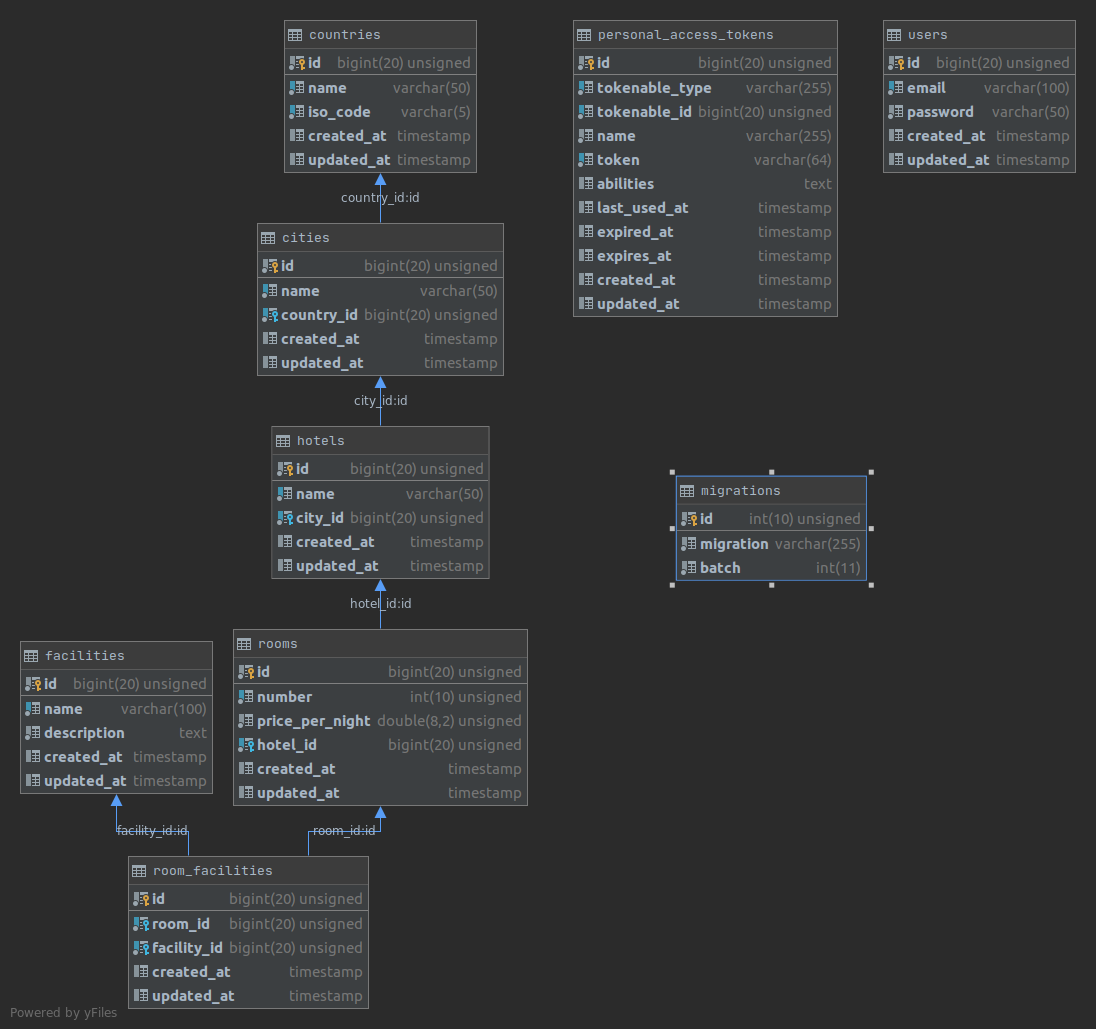 countries
id bigint(20) unsigned
name varchar(50)
iso_code varchar(5)
created_at timestamp
updated_at timestamp
country_id:id
cities
id bigint(20) unsigned
name varchar(50)
country_id bigint(20) unsigned
created_at timestamp
updated_at timestamp
city_id:id
hotels
id bigint(20) unsigned
name varchar(50)
city_id bigint(20) unsigned
created_at timestamp
updated_at timestamp
hotel_id:id
rooms
id bigint(20) unsigned
number int(10) unsigned
price_per_night double(8,2) unsigned
hotel_id bigint(20) unsigned
created_at timestamp
updated_at timestamp
facilities
id bigint(20) unsigned
name varchar(100)
description text
created_at timestamp
updated_at timestamp
facility_id:id
room_id:id
room_facilities
id bigint(20) unsigned
room_id bigint(20) unsigned
facility_id bigint(20) unsigned
created_at timestamp
updated_at timestamp
personal_access_tokens
id bigint(20) unsigned
tokenable_type varchar(255)
tokenable_id bigint(20) unsigned
name varchar(255)
token varchar(64)
abilities text
last_used_at timestamp
expired_at timestamp
expires_at timestamp
created_at timestamp
updated_at timestamp
users
id bigint(20) unsigned
email varchar(100)
password varchar(50)
created_at timestamp
updated_at timestamp
migrations
id int(10) unsigned
migration varchar(255)
batch int(11)
Powered by yFiles